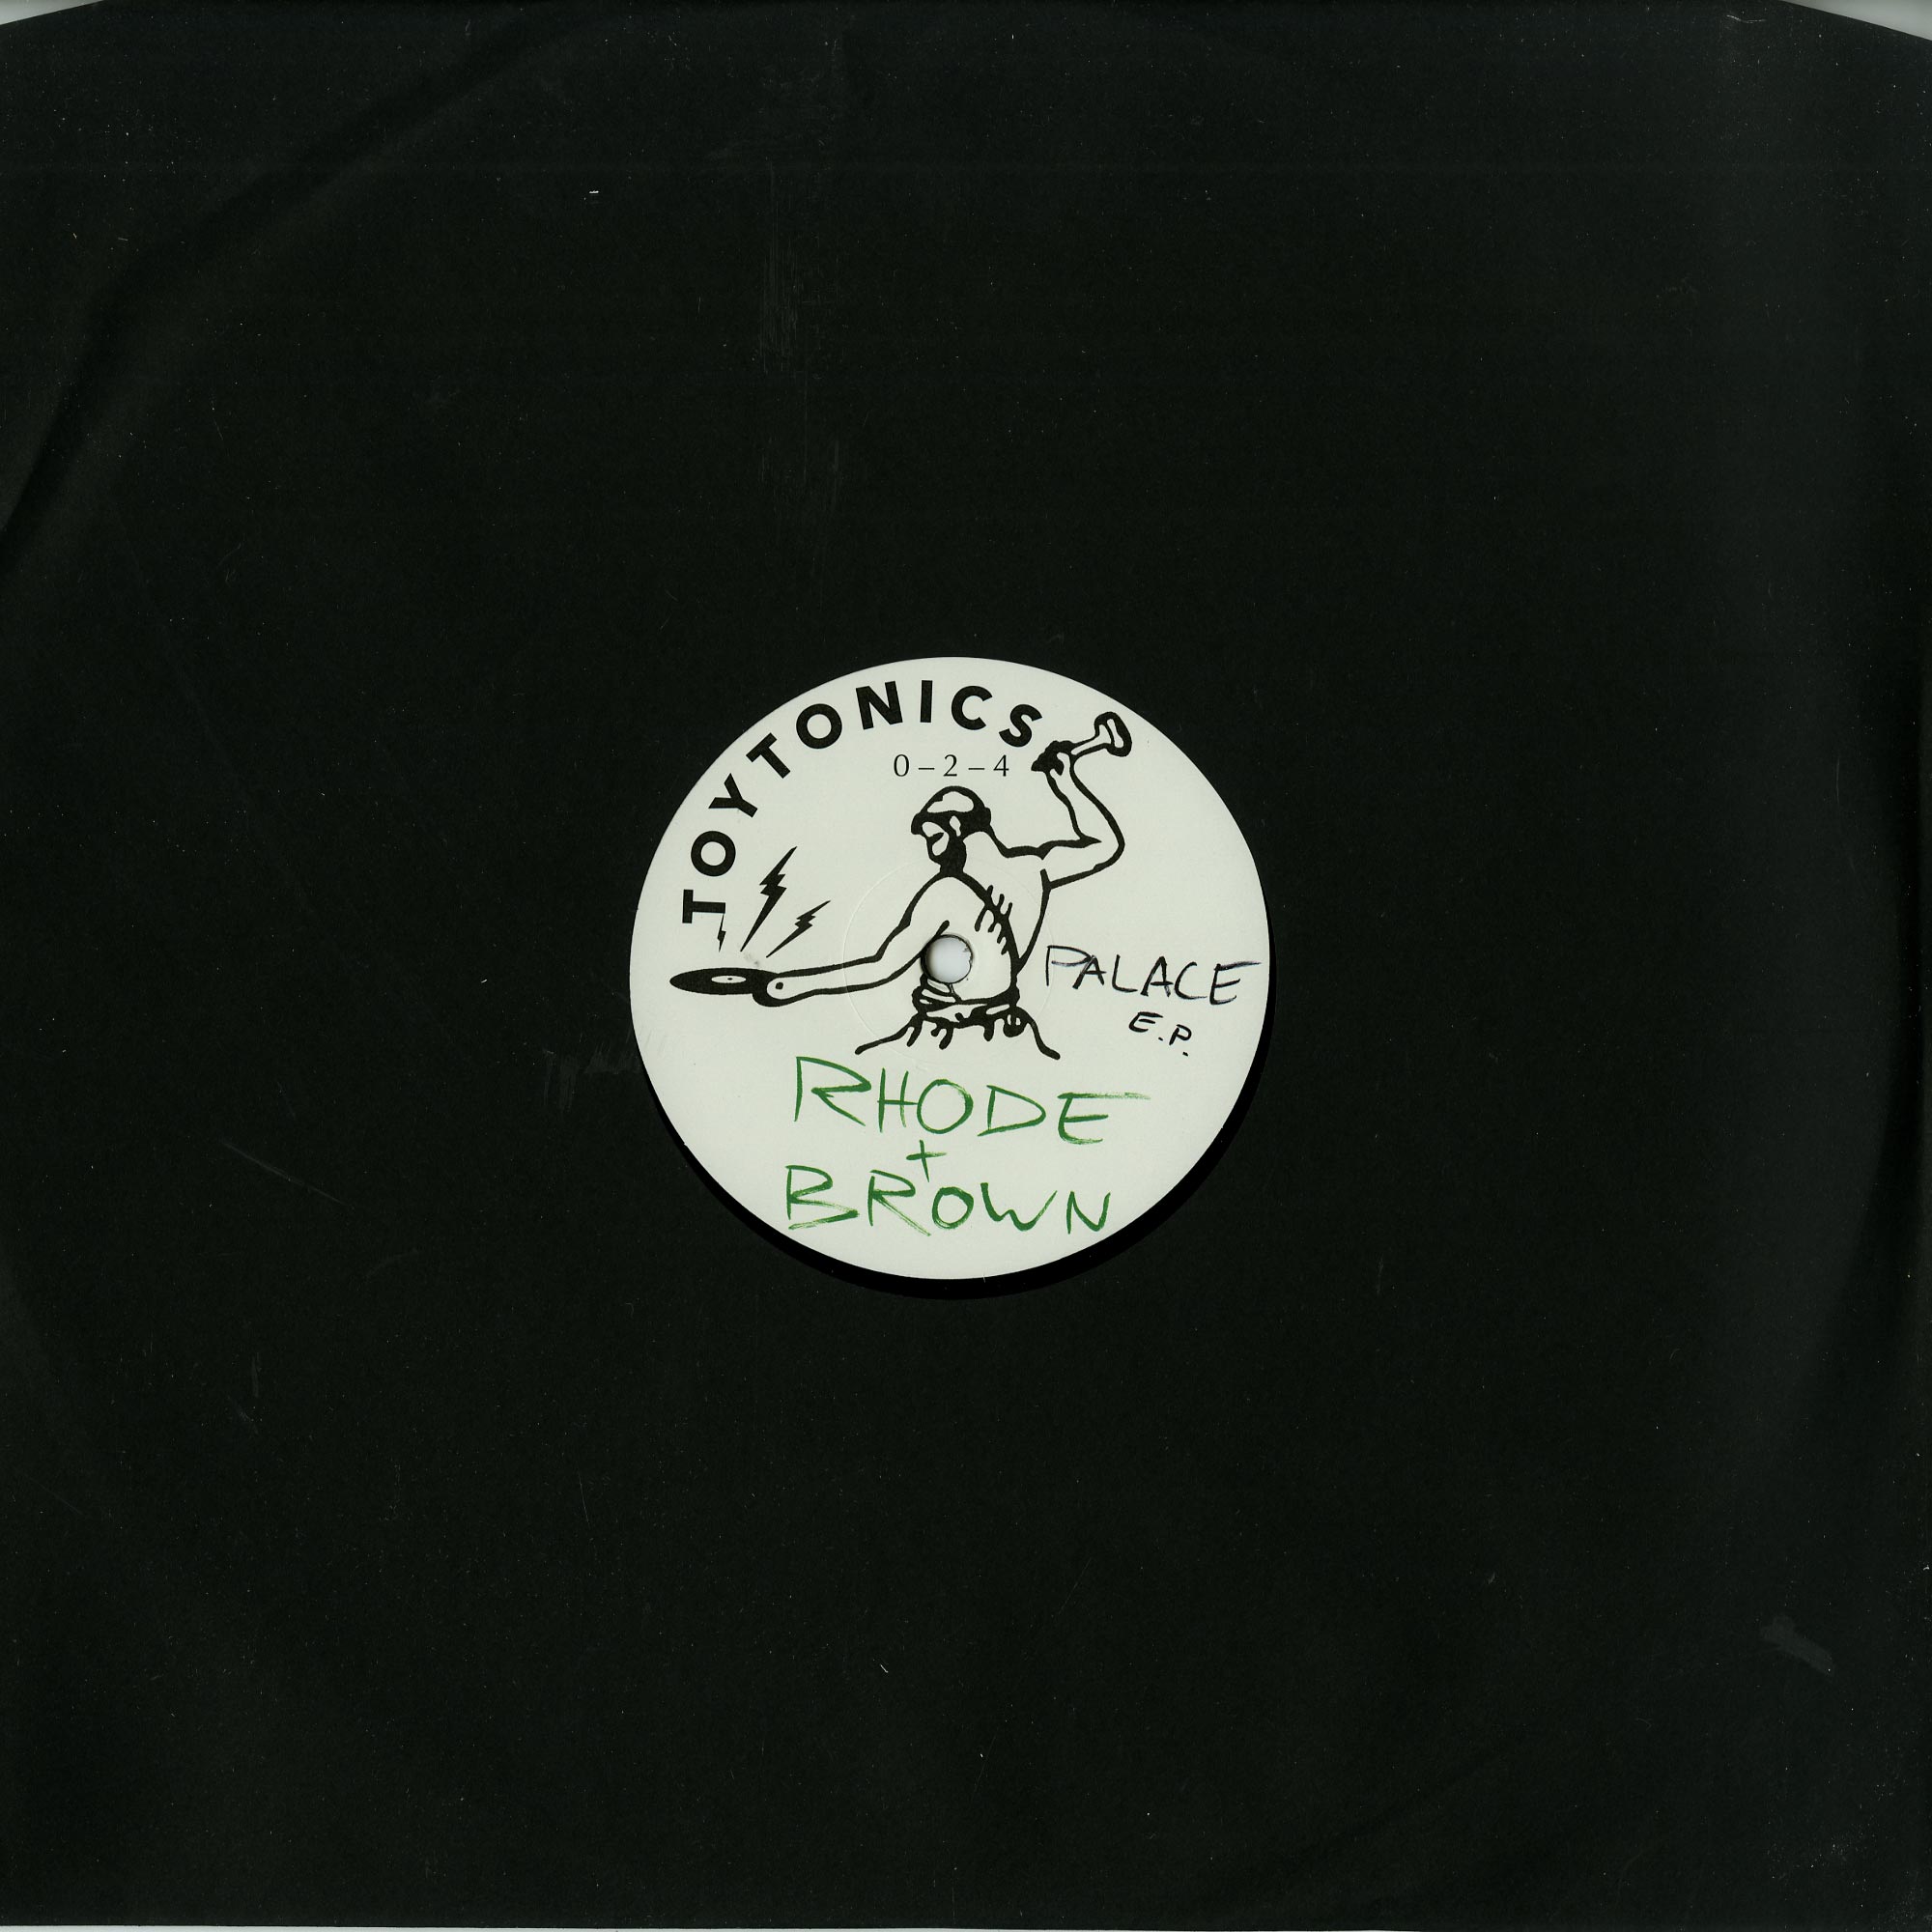 TOYTONICS
0–2–4
PALACE
E.P.
RHODE
+
BROWN